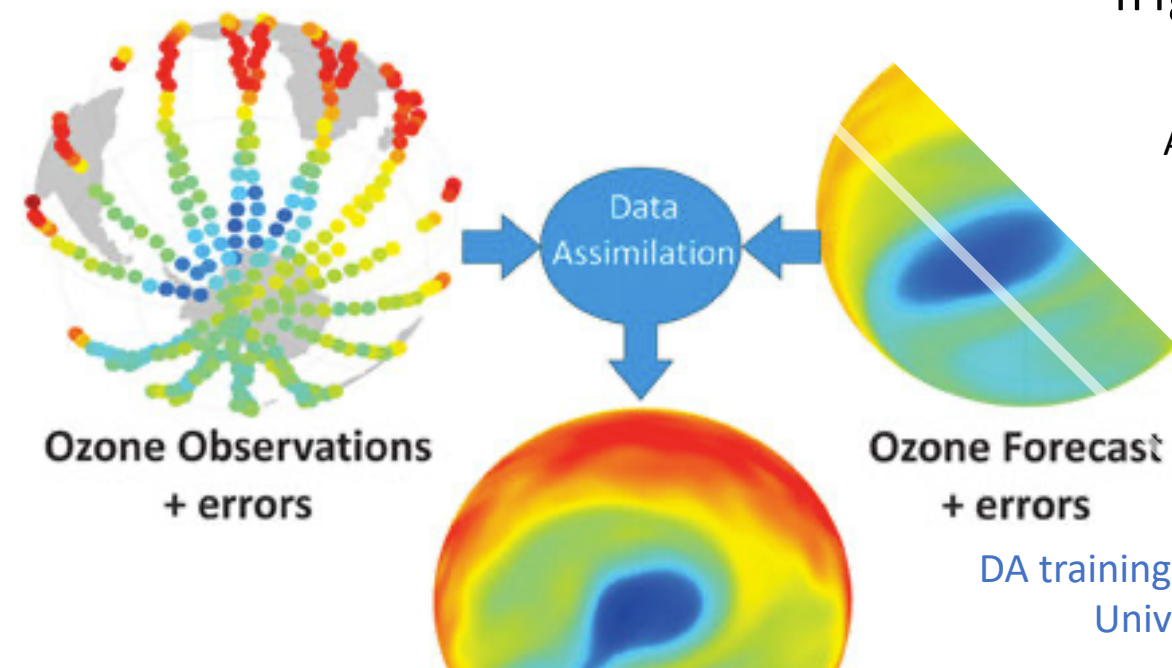 Data
Assimilation
Ozone Observations
+ errors
Ozone Forecast
+ errors
DA training
Univ